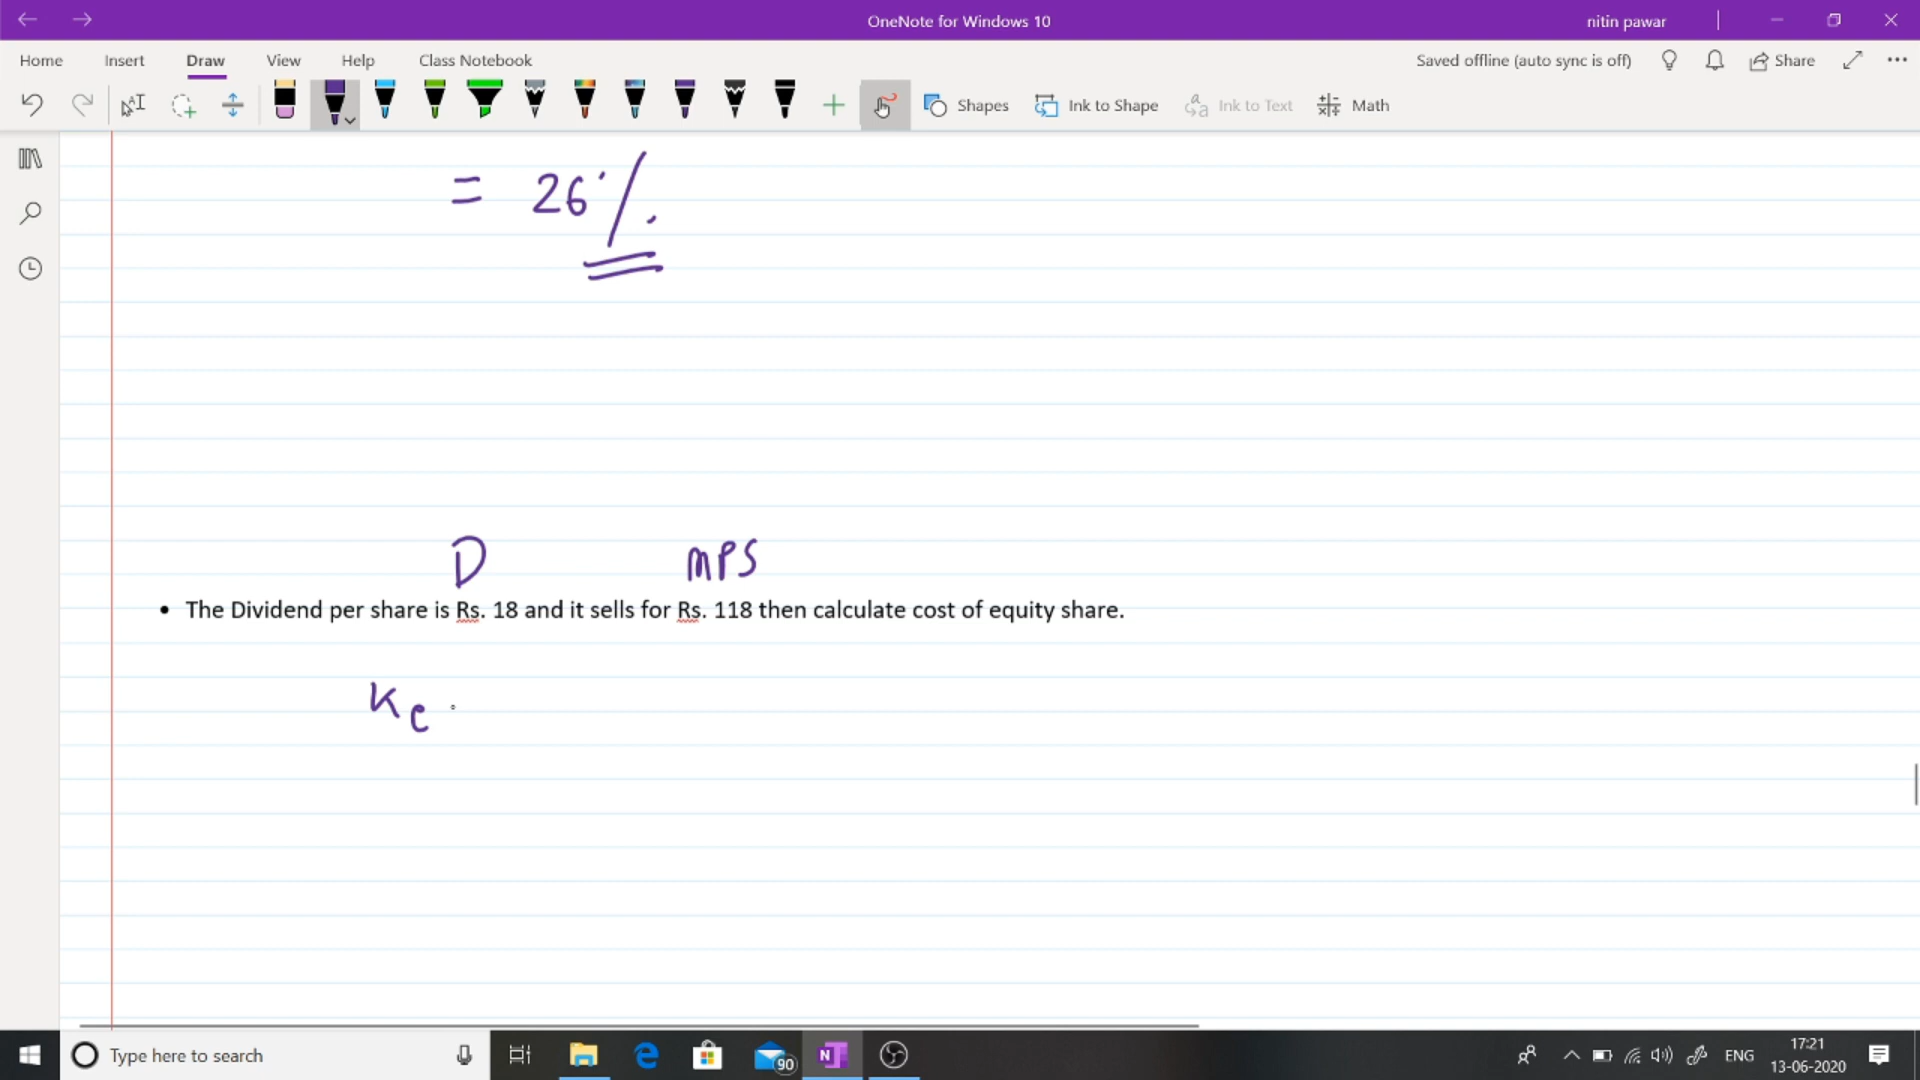 OneNote for Windows 10
nitin pawar
Home Insert Draw View Help Class Notebook
Saved offline (auto sync is off) Share
Shapes Ink to Shape Ink to Text Math
= 26%
D MPS
• The Dividend per share is Rs. 18 and it sells for Rs. 118 then calculate cost of equity share.
Ke
Type here to search
90
N
ENG
17:21
13-06-2020